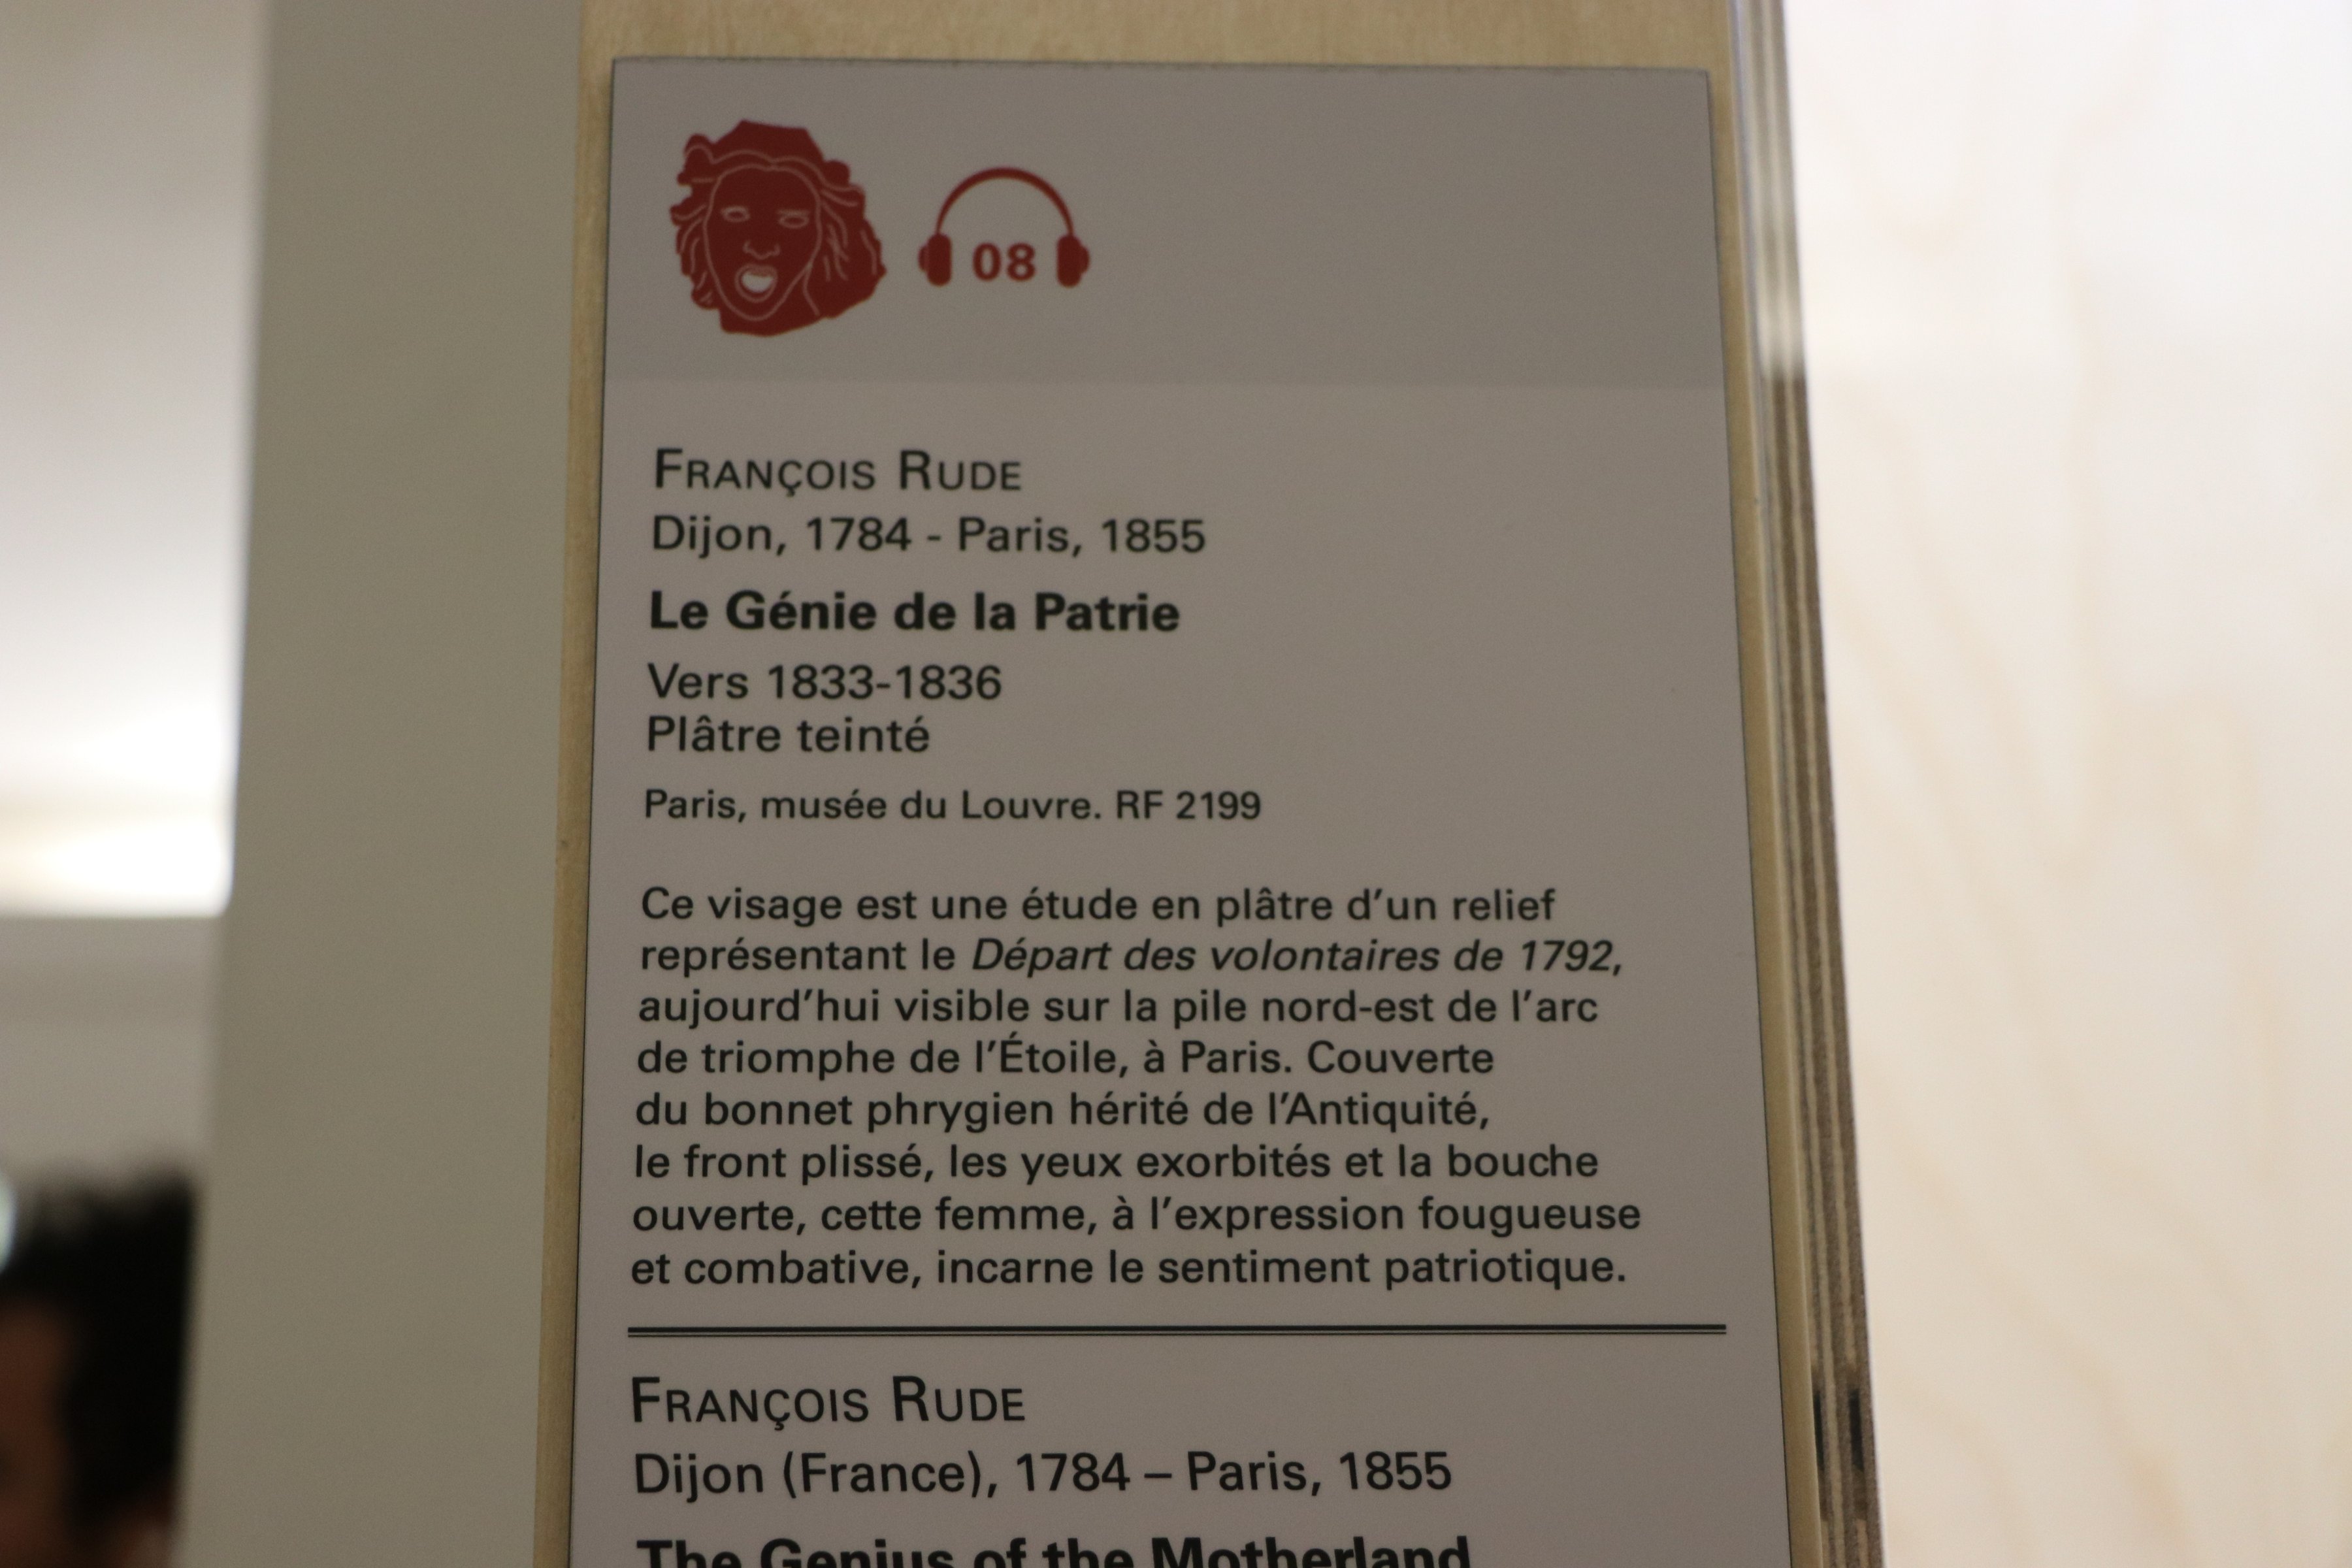 08
FRANÇOIS RUDE
Dijon, 1784 - Paris, 1855
Le Génie de la Patrie
Vers 1833-1836
Plâtre teinté
Paris, musée du Louvre. RF 2199
Ce visage est une étude en plâtre d’un relief
représentant le Départ des volontaires de 1792,
aujourd’hui visible sur la pile nord-est de l’arc
de triomphe de l’Étoile, à Paris. Couverte
du bonnet phrygien hérité de l’Antiquité,
le front plissé, les yeux exorbités et la bouche
ouverte, cette femme, à l’expression fougueuse
et combative, incarne le sentiment patriotique.
FRANÇOIS RUDE
Dijon (France), 1784 – Paris, 1855
The Genius of the Motherland